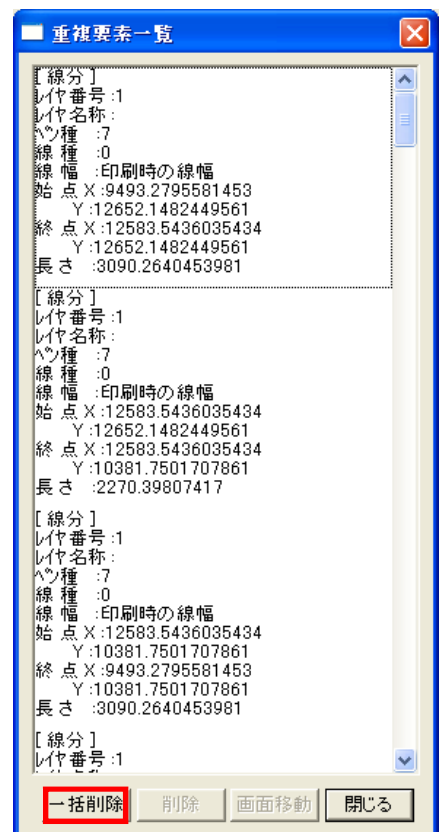 重複要素一覧
[ 線分 ]
ﾚｲﾔ番号 :1
ﾚｲﾔ名称 :
ﾍﾟﾝ種 :7
線 種 :0
線 幅 :印刷時の線幅
始 点 X :9493.2795581453
Y :12652.1482449561
終 点 X :12583.5436035434
Y :12652.1482449561
長 さ :3090.2640453981
[ 線分 ]
ﾚｲﾔ番号 :1
ﾚｲﾔ名称 :
ﾍﾟﾝ種 :7
線 種 :0
線 幅 :印刷時の線幅
始 点 X :12583.5436035434
Y :12652.1482449561
終 点 X :12583.5436035434
Y :10381.7501707861
長 さ :2270.39807417
[ 線分 ]
ﾚｲﾔ番号 :1
ﾚｲﾔ名称 :
ﾍﾟﾝ種 :7
線 種 :0
線 幅 :印刷時の線幅
始 点 X :12583.5436035434
Y :10381.7501707861
終 点 X :9493.2795581453
Y :10381.7501707861
長 さ :3090.2640453981
[ 線分 ]
ﾚｲﾔ番号 :1
一括削除 削除 画面移動 閉じる